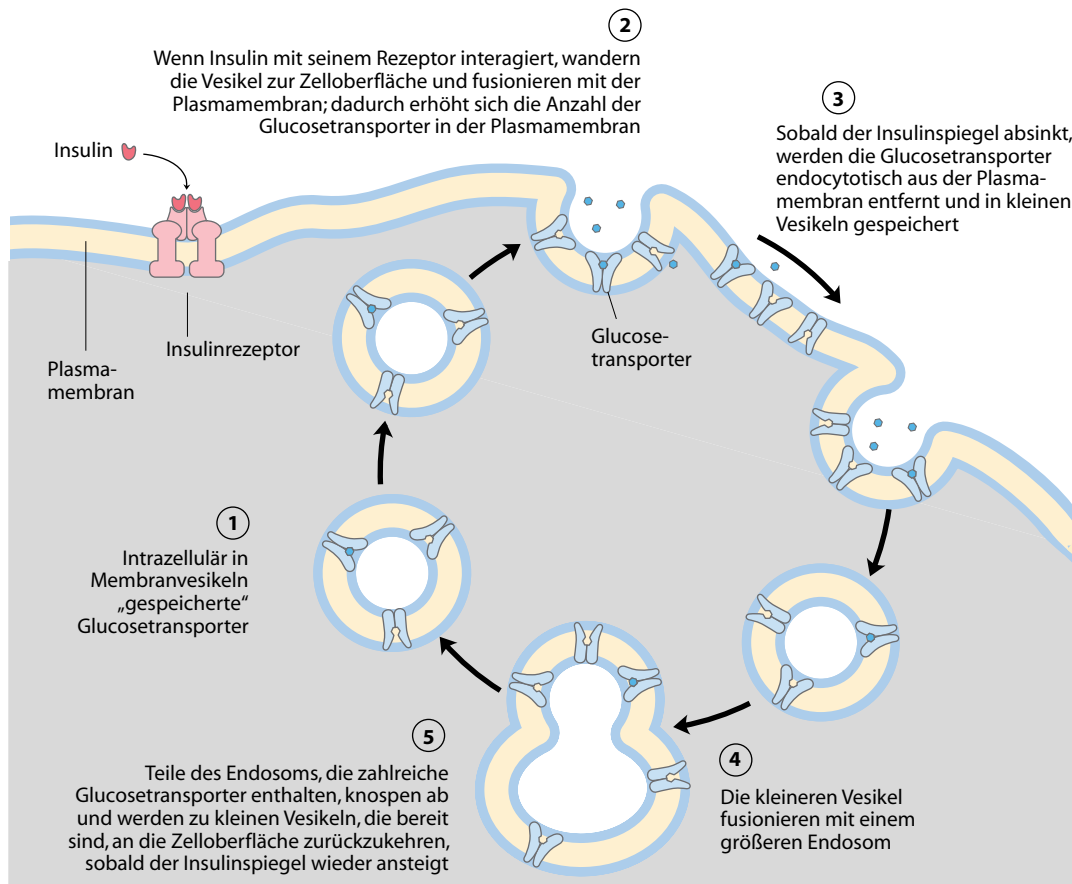 2
Wenn Insulin mit seinem Rezeptor interagiert, wandern
die Vesikel zur Zelloberfläche und fusionieren mit der
Plasmamembran; dadurch erhöht sich die Anzahl der
Glucosetransporter in der Plasmamembran
3
Sobald der Insulinspiegel absinkt,
werden die Glucosetransporter
endocytotisch aus der Plasma-
membran entfernt und in kleinen
Vesikeln gespeichert
Insulin
Plasma-
membran
Insulinrezeptor
Glucose-
transporter
1
Intrazellulär in
Membranvesikeln
„gespeicherte“
Glucosetransporter
5
Teile des Endosoms, die zahlreiche
Glucosetransporter enthalten, knospen ab
und werden zu kleinen Vesikeln, die bereit
sind, an die Zelloberfläche zurückzukehren,
sobald der Insulinspiegel wieder ansteigt
4
Die kleineren Vesikel
fusionieren mit einem
größeren Endosom